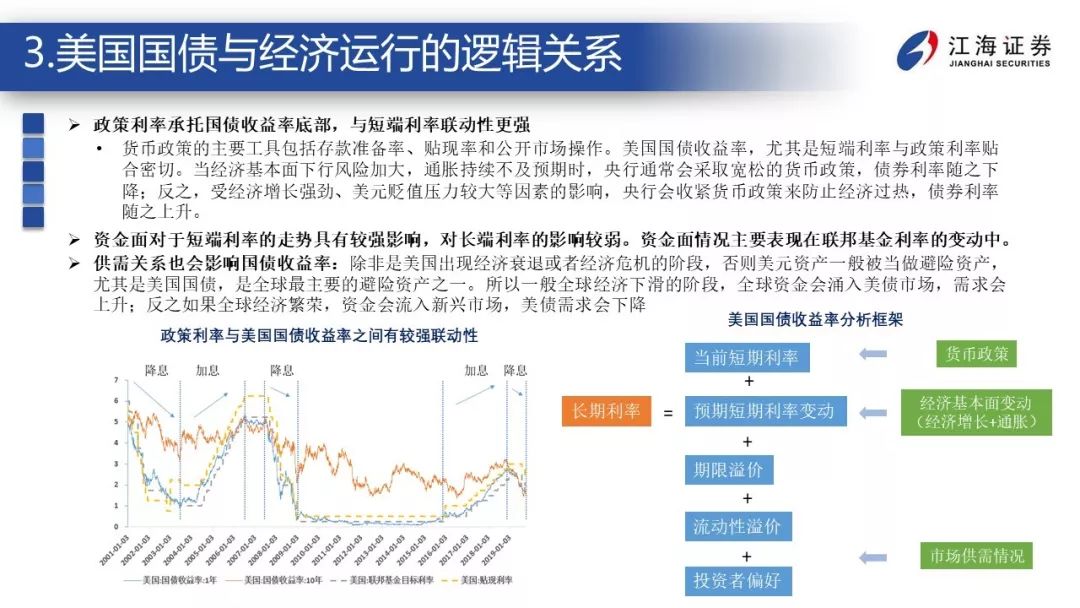 3.美国国债与经济运行的逻辑关系
江海证券
JIANGHAI SECURITIES
➢ 政策利率承托国债收益率底部，与短端利率联动性更强
• 货币政策的主要工具包括存款准备率、贴现率和公开市场操作。美国国债收益率，尤其是短端利率与政策利率贴
合密切。当经济基本面下行风险加大，通胀持续不及预期时，央行通常会采取宽松的货币政策，债券利率随之下
降；反之，受经济增长强劲、美元贬值压力较大等因素的影响，央行会收紧货币政策来防止经济过热，债券利率
随之上升。
➢ 资金面对于短端利率的走势具有较强影响，对长端利率的影响较弱。资金面情况主要表现在联邦基金利率的变动中。
➢ 供需关系也会影响国债收益率：除非是美国出现经济衰退或者经济危机的阶段，否则美元资产一般被当做避险资产，
尤其是美国国债，是全球最主要的避险资产之一。所以一般全球经济下滑的阶段，全球资金会涌入美债市场，需求会
上升；反之如果全球经济繁荣，资金会流入新兴市场，美债需求会下降
政策利率与美国国债收益率之间有较强联动性
降息 加息 降息 加息 降息
7
6
5
4
3
2
1
0
2001-01-03
2002-01-03
2003-01-03
2004-01-03
2005-01-03
2006-01-03
2007-01-03
2008-01-03
2009-01-03
2010-01-03
2011-01-03
2012-01-03
2013-01-03
2014-01-03
2015-01-03
2016-01-03
2017-01-03
2018-01-03
2019-01-03
美国:国债收益率:1年 美国:国债收益率:10年 美国:联邦基金目标利率 美国:贴现利率
美国国债收益率分析框架
当前短期利率
货币政策
+
长期利率 = 预期短期利率变动
经济基本面变动
（经济增长+通胀）
+
期限溢价
+
流动性溢价
+
市场供需情况
投资者偏好